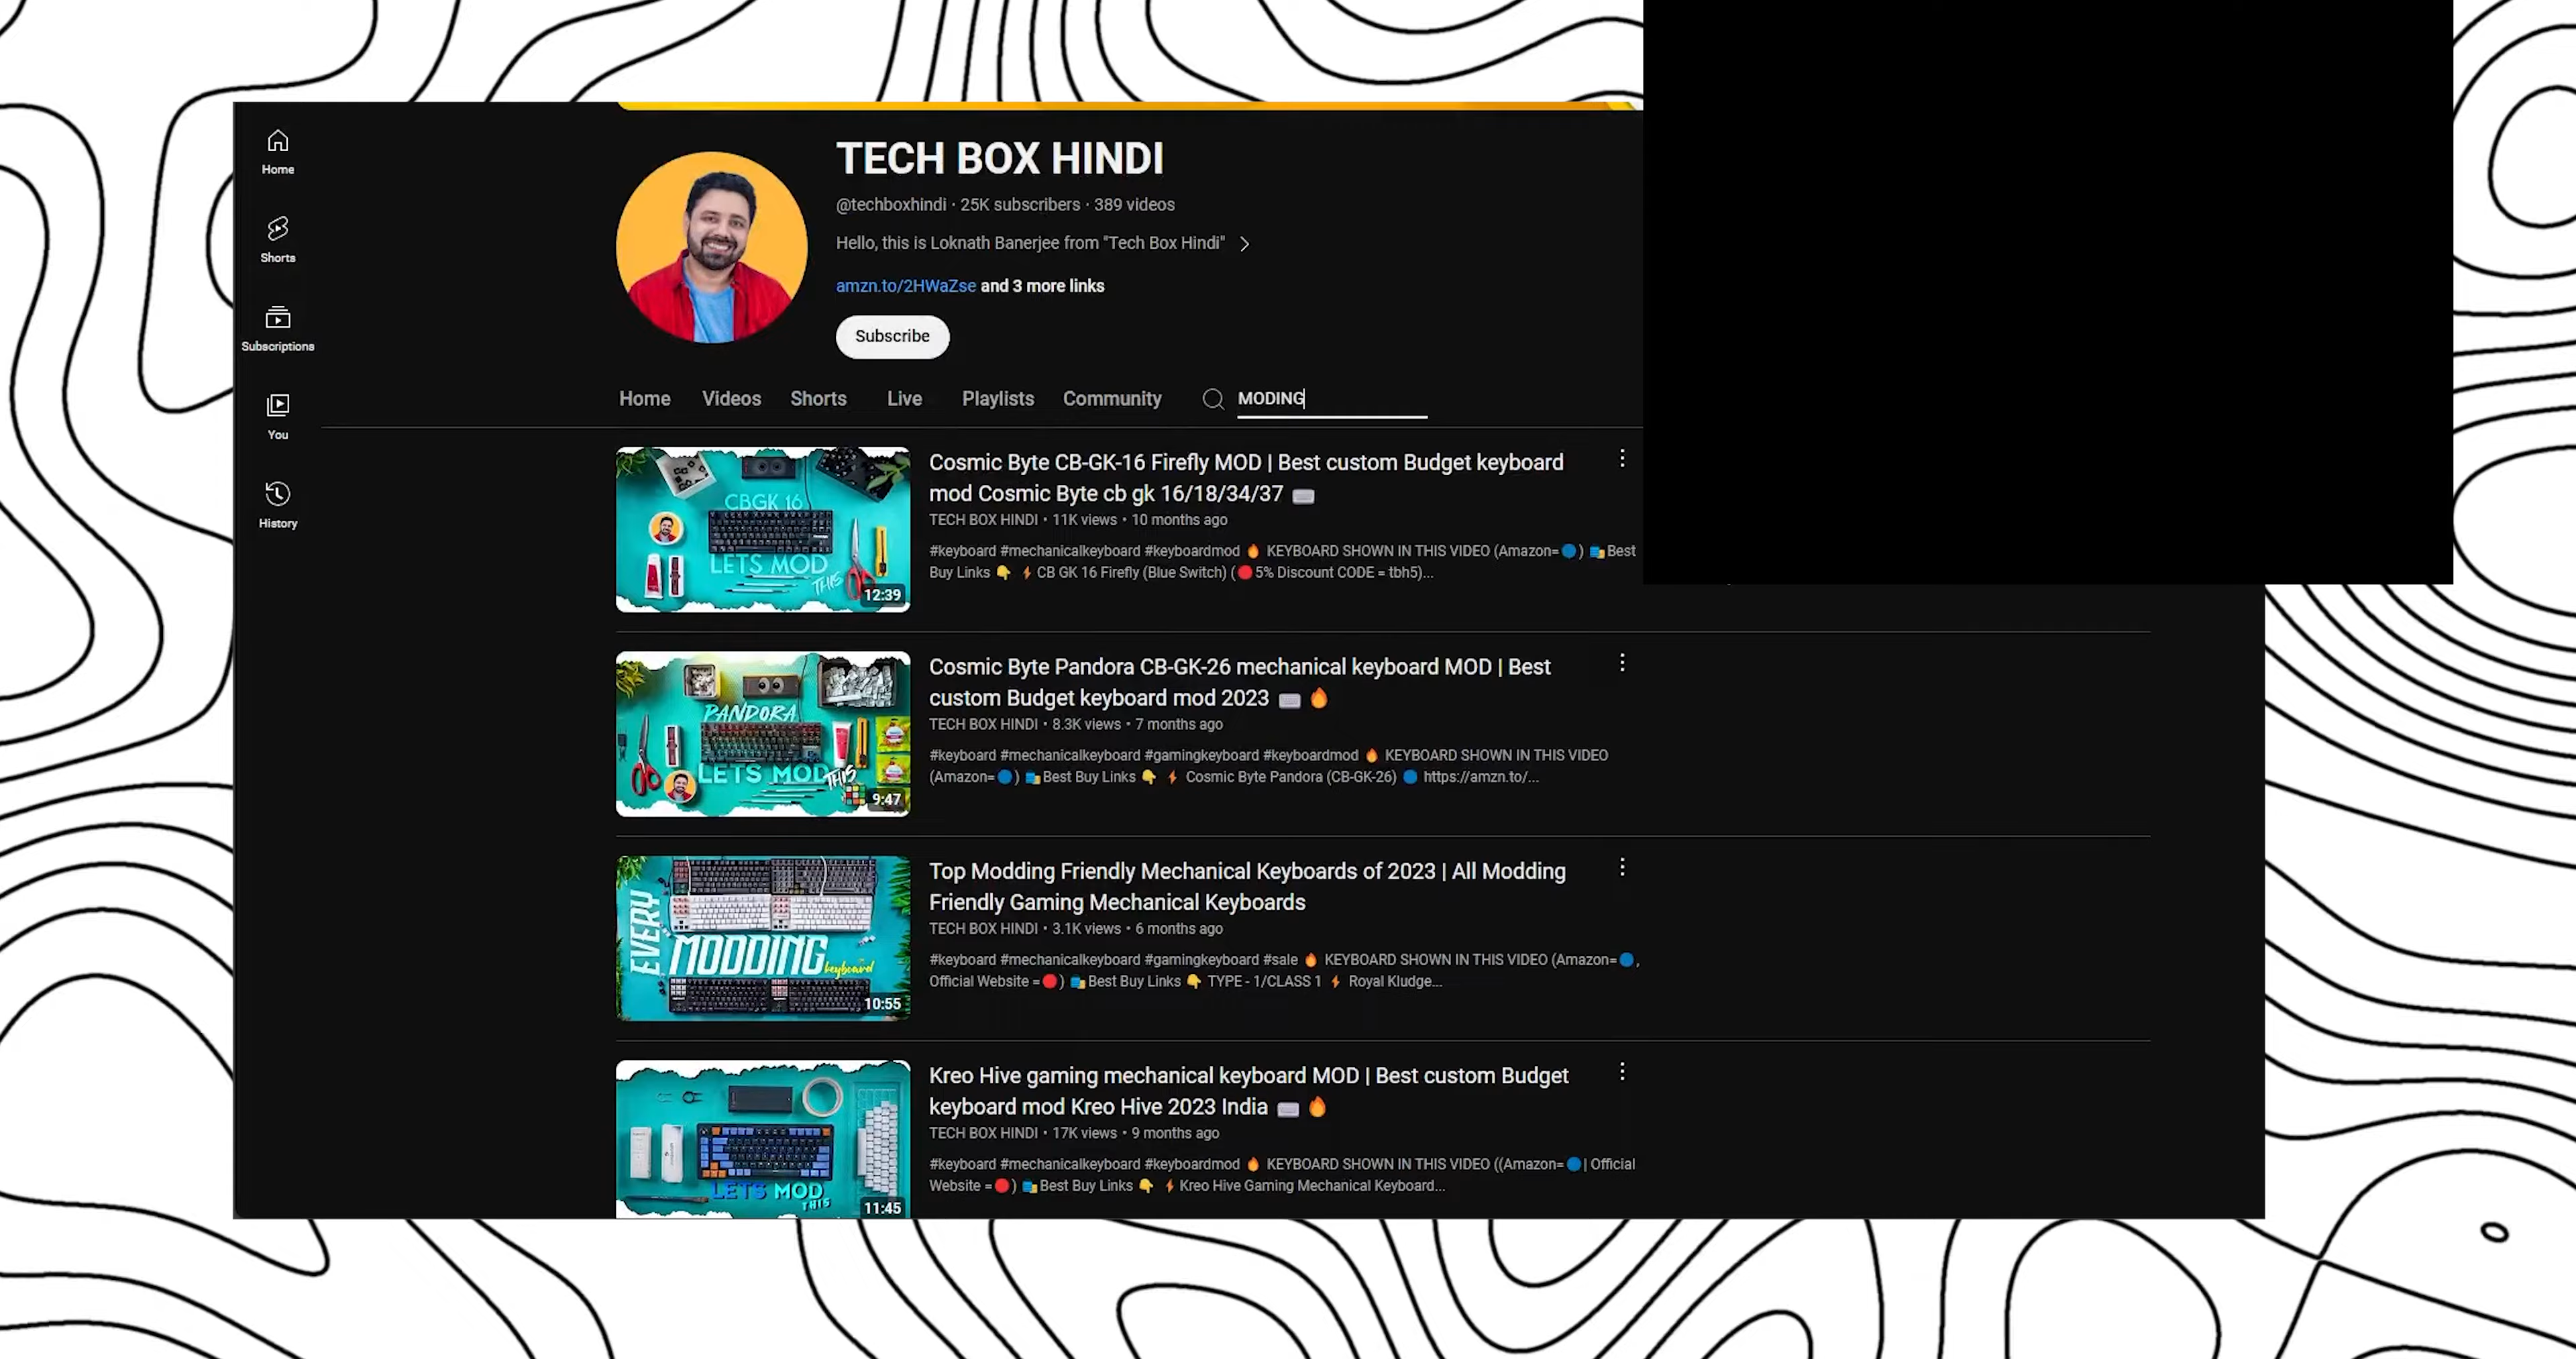 TECH BOX HINDI
@techboxhindi · 25K subscribers · 389 videos
Hello, this is Loknath Banerjee from "Tech Box Hindi"
amzn.to/2HWaZse and 3 more links
Subscribe
Home
Shorts
Subscriptions
You
History
Home Videos Shorts Live Playlists Community MODING
CBGK 16
LETS MOD
THIS
12:39
Cosmic Byte CB-GK-16 Firefly MOD | Best custom Budget keyboard
mod Cosmic Byte cb gk 16/18/34/37 ⌨️
TECH BOX HINDI • 11K views • 10 months ago
#keyboard #mechanicalkeyboard #keyboardmod 🔥 KEYBOARD SHOWN IN THIS VIDEO (Amazon=🔵) 🛍️Best
Buy Links 👇 ⚡CB GK 16 Firefly (Blue Switch) (🔴5% Discount CODE = tbh5)...
PANDORA
LETS MOD
THIS
9:47
Cosmic Byte Pandora CB-GK-26 mechanical keyboard MOD | Best
custom Budget keyboard mod 2023 ⌨️ 🔥
TECH BOX HINDI • 8.3K views • 7 months ago
#keyboard #mechanicalkeyboard #gamingkeyboard #keyboardmod 🔥 KEYBOARD SHOWN IN THIS VIDEO
(Amazon=🔵) 🛍️Best Buy Links 👇 ⚡ Cosmic Byte Pandora (CB-GK-26) 🔵 https://amzn.to/...
EVERY
MODDING
keyboard
10:55
Top Modding Friendly Mechanical Keyboards of 2023 | All Modding
Friendly Gaming Mechanical Keyboards
TECH BOX HINDI • 3.1K views • 6 months ago
#keyboard #mechanicalkeyboard #gamingkeyboard #sale 🔥 KEYBOARD SHOWN IN THIS VIDEO (Amazon=🔵,
Official Website =🔴) 🛍️Best Buy Links 👇 TYPE - 1/CLASS 1 ⚡ Royal Kludge...
LETS MOD
THIS
11:45
Kreo Hive gaming mechanical keyboard MOD | Best custom Budget
keyboard mod Kreo Hive 2023 India ⌨️ 🔥
TECH BOX HINDI • 17K views • 9 months ago
#keyboard #mechanicalkeyboard #keyboardmod 🔥 KEYBOARD SHOWN IN THIS VIDEO ((Amazon=🔵| Official
Website =🔴) 🛍️Best Buy Links 👇 ⚡Kreo Hive Gaming Mechanical Keyboard...